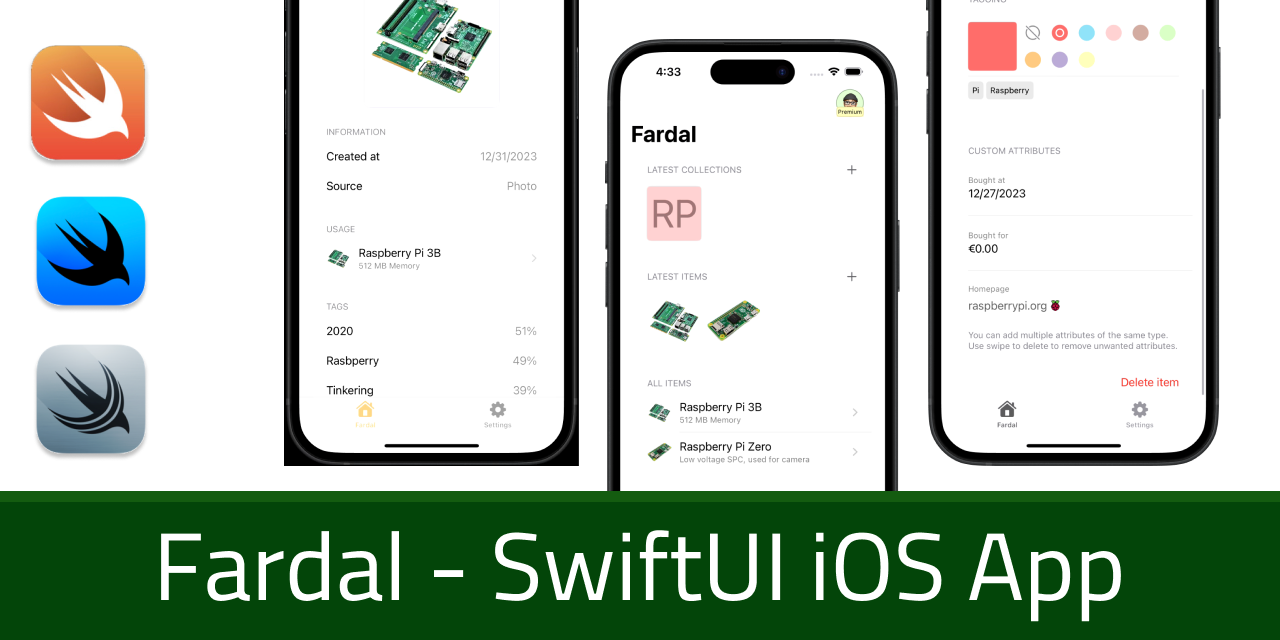 INFORMATION
Created at 12/31/2023
Source Photo
USAGE
Raspberry Pi 3B
512 MB Memory
TAGS
2020 51%
Rasbperry 49%
Tinkering 39%
Fardal Settings
4:33
Premium
Fardal
LATEST COLLECTIONS +
RP
LATEST ITEMS +
ALL ITEMS
Raspberry Pi 3B
512 MB Memory
Raspberry Pi Zero
Low voltage SPC, used for camera
TAGGING
Pi Raspberry
CUSTOM ATTRIBUTES
Bought at
12/27/2023
Bought for
€0.00
Homepage
raspberrypi.org
You can add multiple attributes of the same type.
Use swipe to delete to remove unwanted attributes.
Delete item
Fardal Settings
Fardal - SwiftUI iOS App